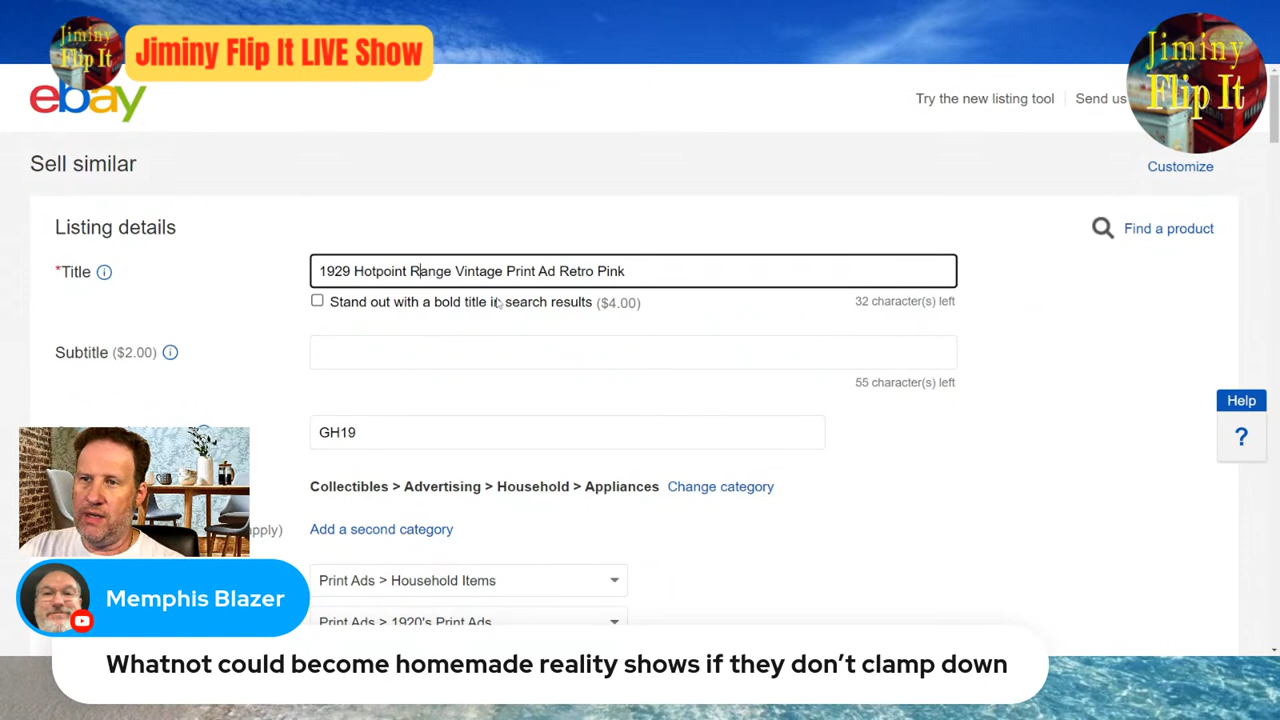 Jiminy
Flip It
Jiminy Flip It LIVE Show
Jiminy
Flip It
ebay
Try the new listing tool
Send us
Sell similar
Customize
Listing details
Find a product
*Title
1929 Hotpoint Range Vintage Print Ad Retro Pink
Stand out with a bold title in search results ($4.00)
32 character(s) left
Subtitle ($2.00)
55 character(s) left
Help
?
GH19
Collectibles > Advertising > Household > Appliances
Change category
Add a second category
Print Ads > Household Items
Print Ads > 1920's Print Ads
Memphis Blazer
Whatnot could become homemade reality shows if they don’t clamp down